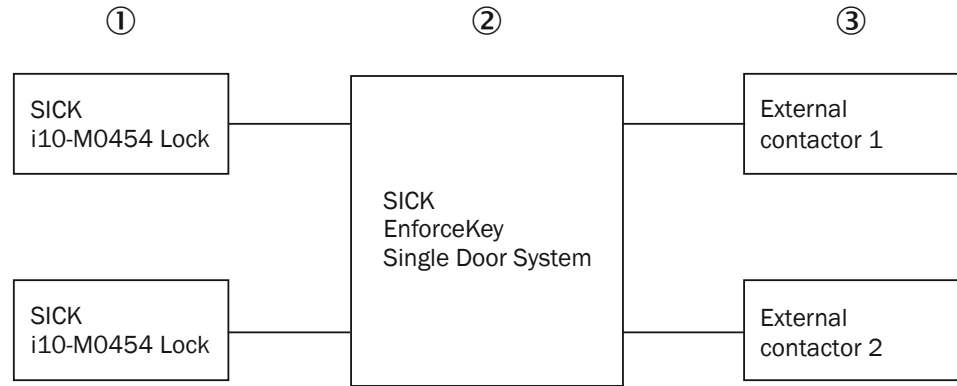 ① ② ③
SICK
i10-M0454 Lock
SICK
EnforceKey
Single Door System
External
contactor 1
SICK
i10-M0454 Lock
External
contactor 2